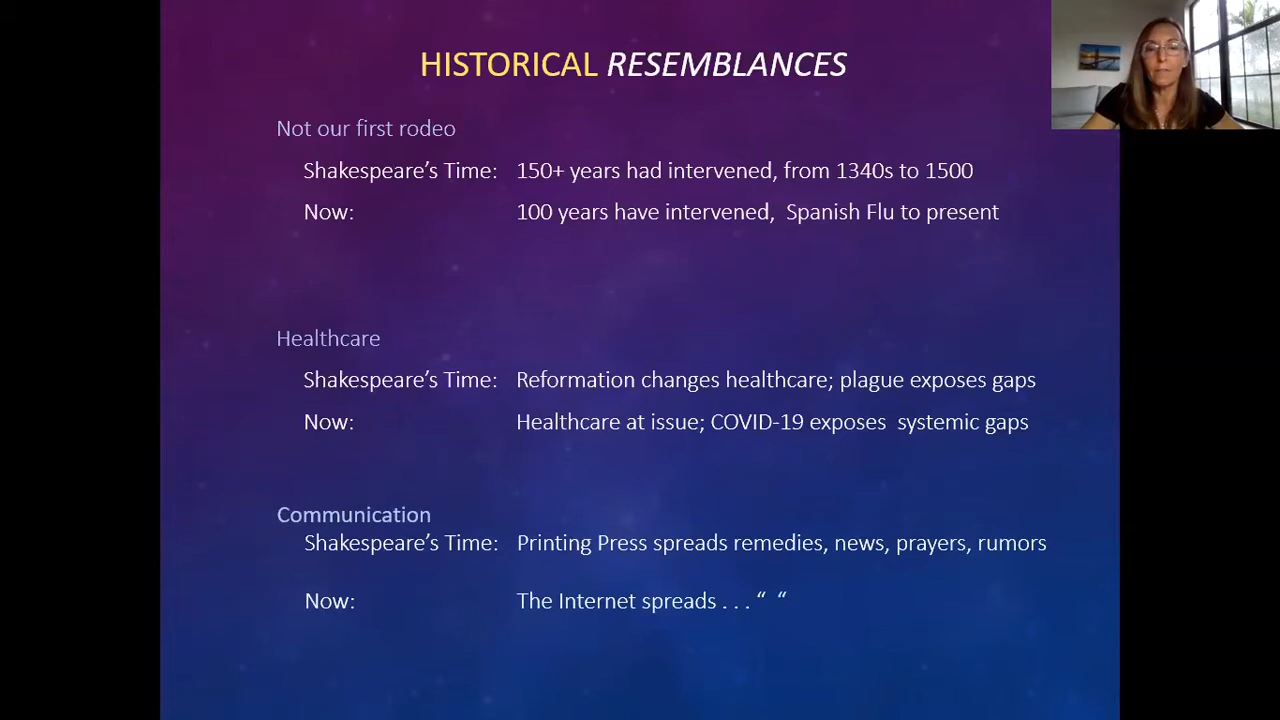 HISTORICAL RESEMBLANCES
Not our first rodeo
Shakespeare’s Time: 150+ years had intervened, from 1340s to 1500
Now: 100 years have intervened, Spanish Flu to present
Healthcare
Shakespeare’s Time: Reformation changes healthcare; plague exposes gaps
Now: Healthcare at issue; COVID-19 exposes systemic gaps
Communication
Shakespeare’s Time: Printing Press spreads remedies, news, prayers, rumors
Now: The Internet spreads . . . “ “